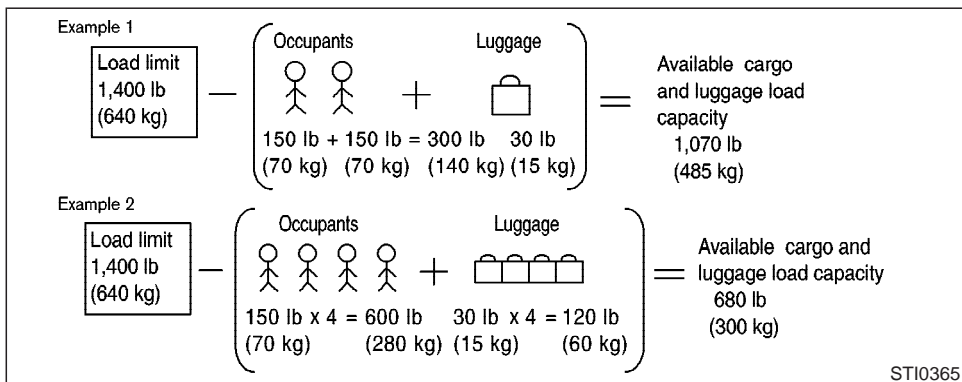 Example 1
Load limit
1,400 lb
(640 kg)
—
Occupants
+
Luggage
150 lb + 150 lb = 300 lb 30 lb
(70 kg) (70 kg) (140 kg) (15 kg)
=
Available cargo
and luggage load
capacity
1,070 lb
(485 kg)
Example 2
Load limit
1,400 lb
(640 kg)
—
Occupants
+
Luggage
150 lb x 4 = 600 lb 30 lb x 4 = 120 lb
(70 kg) (280 kg) (15 kg) (60 kg)
=
Available cargo and
luggage load capacity
680 lb
(300 kg)
STI0365